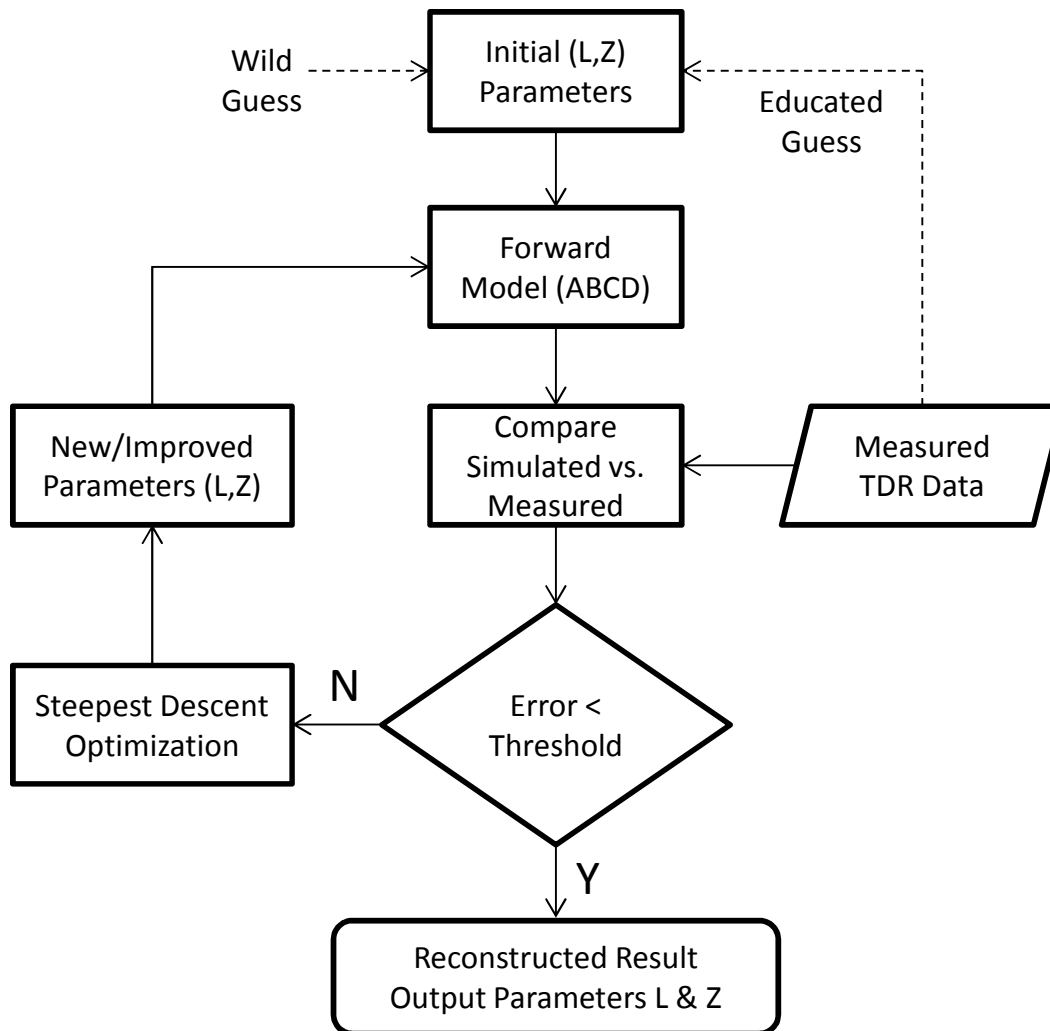 Wild
Guess
Initial (L,Z)
Parameters
Educated
Guess
Forward
Model (ABCD)
New/Improved
Parameters (L,Z)
Compare
Simulated vs.
Measured
Measured
TDR Data
Steepest Descent
Optimization
N
Error <
Threshold
Y
Reconstructed Result
Output Parameters L & Z